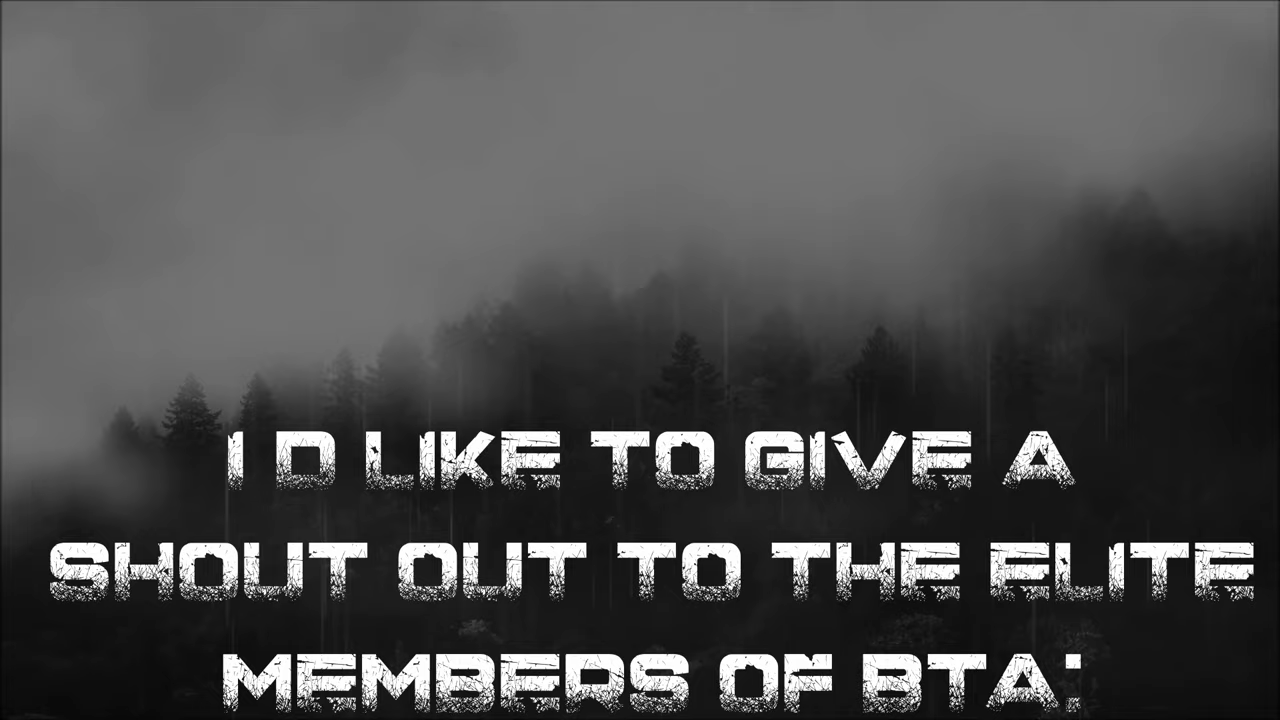 I D LIKE TO GIVE A
SHOUT OUT TO THE ELITE
MEMBERS OF BTA: